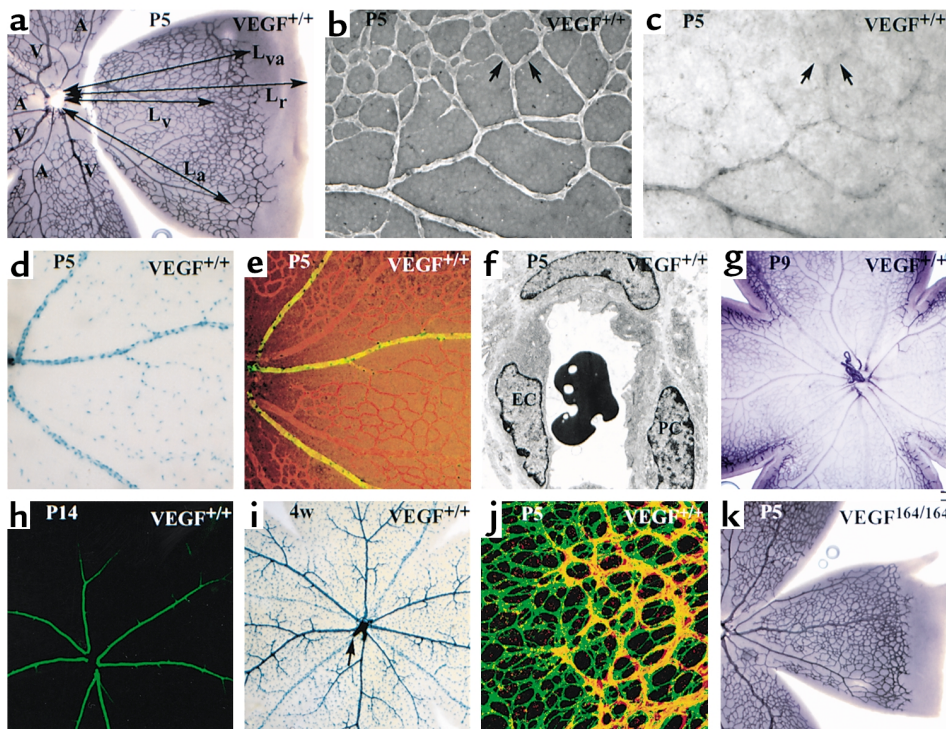 a P5 VEGF+/+
A
V
A
V
A
V
Lva
Lr
Lv
La
b P5 VEGF+/+
c P5 VEGF+/+
d P5 VEGF+/+
e P5 VEGF+/+
f P5 VEGF+/+
EC
PC
g P9 VEGF+/+
h P14 VEGF+/+
i 4w VEGF+/+
j P5 VEGF+/+
k P5 VEGF164/164